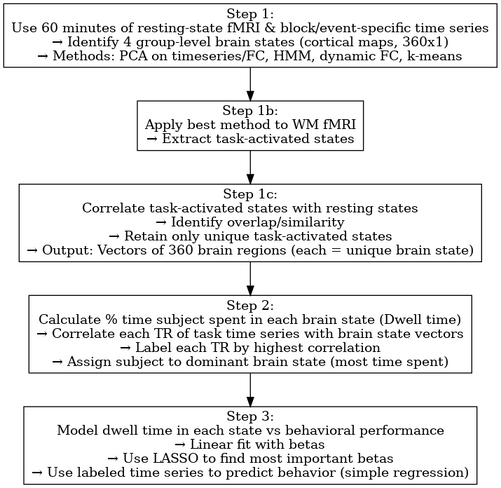 Step 1:
Use 60 minutes of resting-state fMRI & block/event-specific time series
→ Identify 4 group-level brain states (cortical maps, 360x1)
→ Methods: PCA on timeseries/FC, HMM, dynamic FC, k-means
Step 1b:
Apply best method to WM fMRI
→ Extract task-activated states
Step 1c:
Correlate task-activated states with resting states
→ Identify overlap/similarity
→ Retain only unique task-activated states
→ Output: Vectors of 360 brain regions (each = unique brain state)
Step 2:
Calculate % time subject spent in each brain state (Dwell time)
→ Correlate each TR of task time series with brain state vectors
→ Label each TR by highest correlation
→ Assign subject to dominant brain state (most time spent)
Step 3:
Model dwell time in each state vs behavioral performance
→ Linear fit with betas
→ Use LASSO to find most important betas
→ Use labeled time series to predict behavior (simple regression)